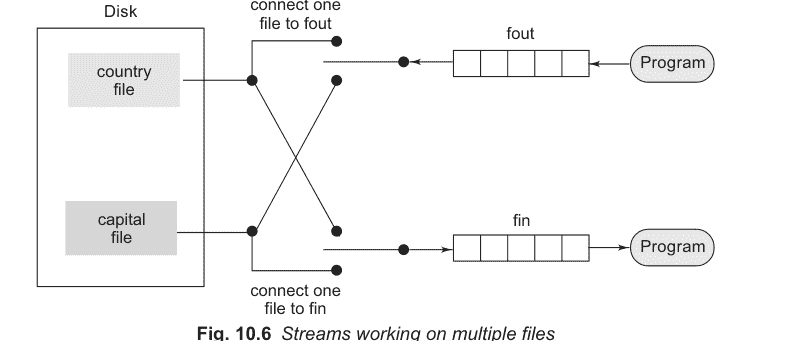 Disk
connect one
file to fout
fout
country
file
Program
capital
file
fin
Program
connect one
file to fin
Fig. 10.6 Streams working on multiple files